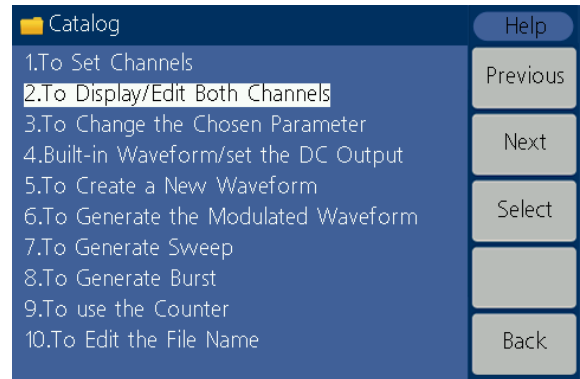 Catalog
Help
1.To Set Channels
2.To Display/Edit Both Channels
3.To Change the Chosen Parameter
4.Built-in Waveform/set the DC Output
5.To Create a New Waveform
6.To Generate the Modulated Waveform
7.To Generate Sweep
8.To Generate Burst
9.To use the Counter
10.To Edit the File Name
Previous
Next
Select
Back